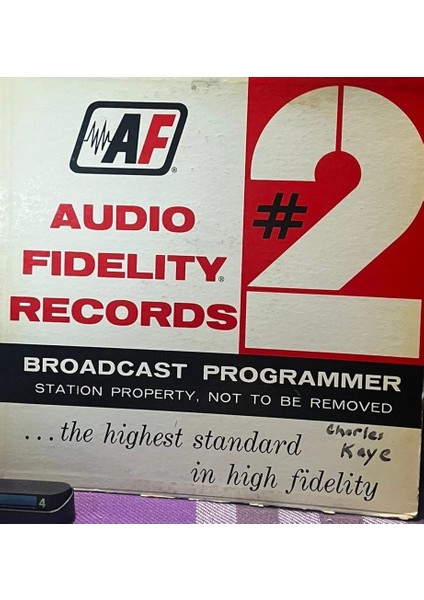 AF®
AUDIO
FIDELITY®
RECORDS
#2
BROADCAST PROGRAMMER
STATION PROPERTY, NOT TO BE REMOVED
...the highest standard
in high fidelity
Charles
Kaye
4